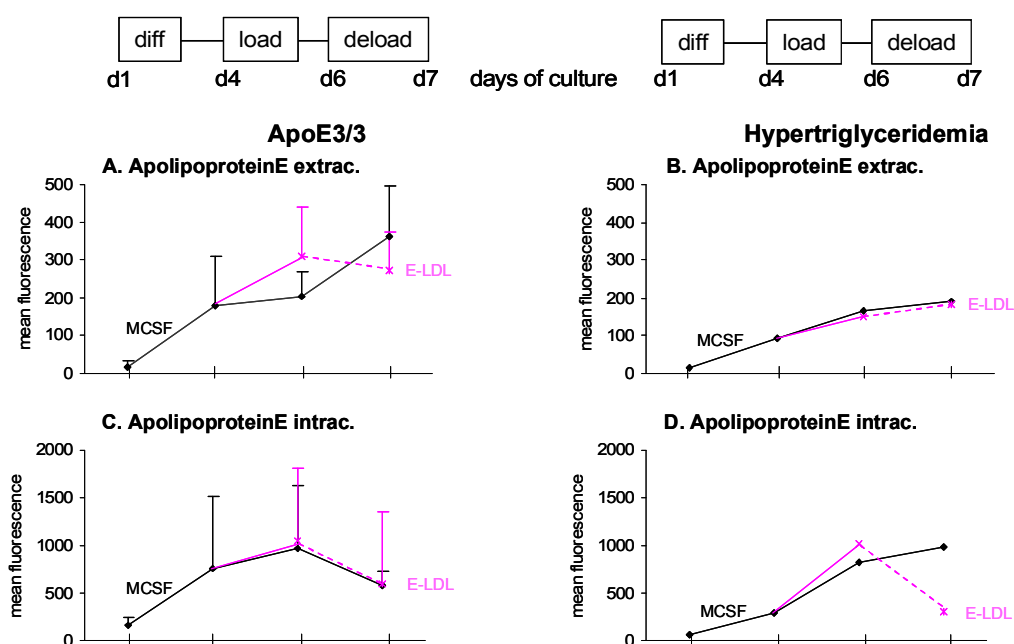 diff load deload diff load deload
d1 d4 d6 d7 days of culture d1 d4 d6 d7
ApoE3/3 Hypertriglyceridemia
A. ApolipoproteinE extrac. B. ApolipoproteinE extrac.
500
400
300
200
100
0
mean fluorescence
MCSF
E-LDL
500
400
300
200
100
0
mean fluorescence
MCSF
E-LDL
C. ApolipoproteinE intrac. D. ApolipoproteinE intrac.
2000
1500
1000
500
0
mean fluorescence
MCSF
E-LDL
2000
1500
1000
500
0
mean fluorescence
MCSF
E-LDL